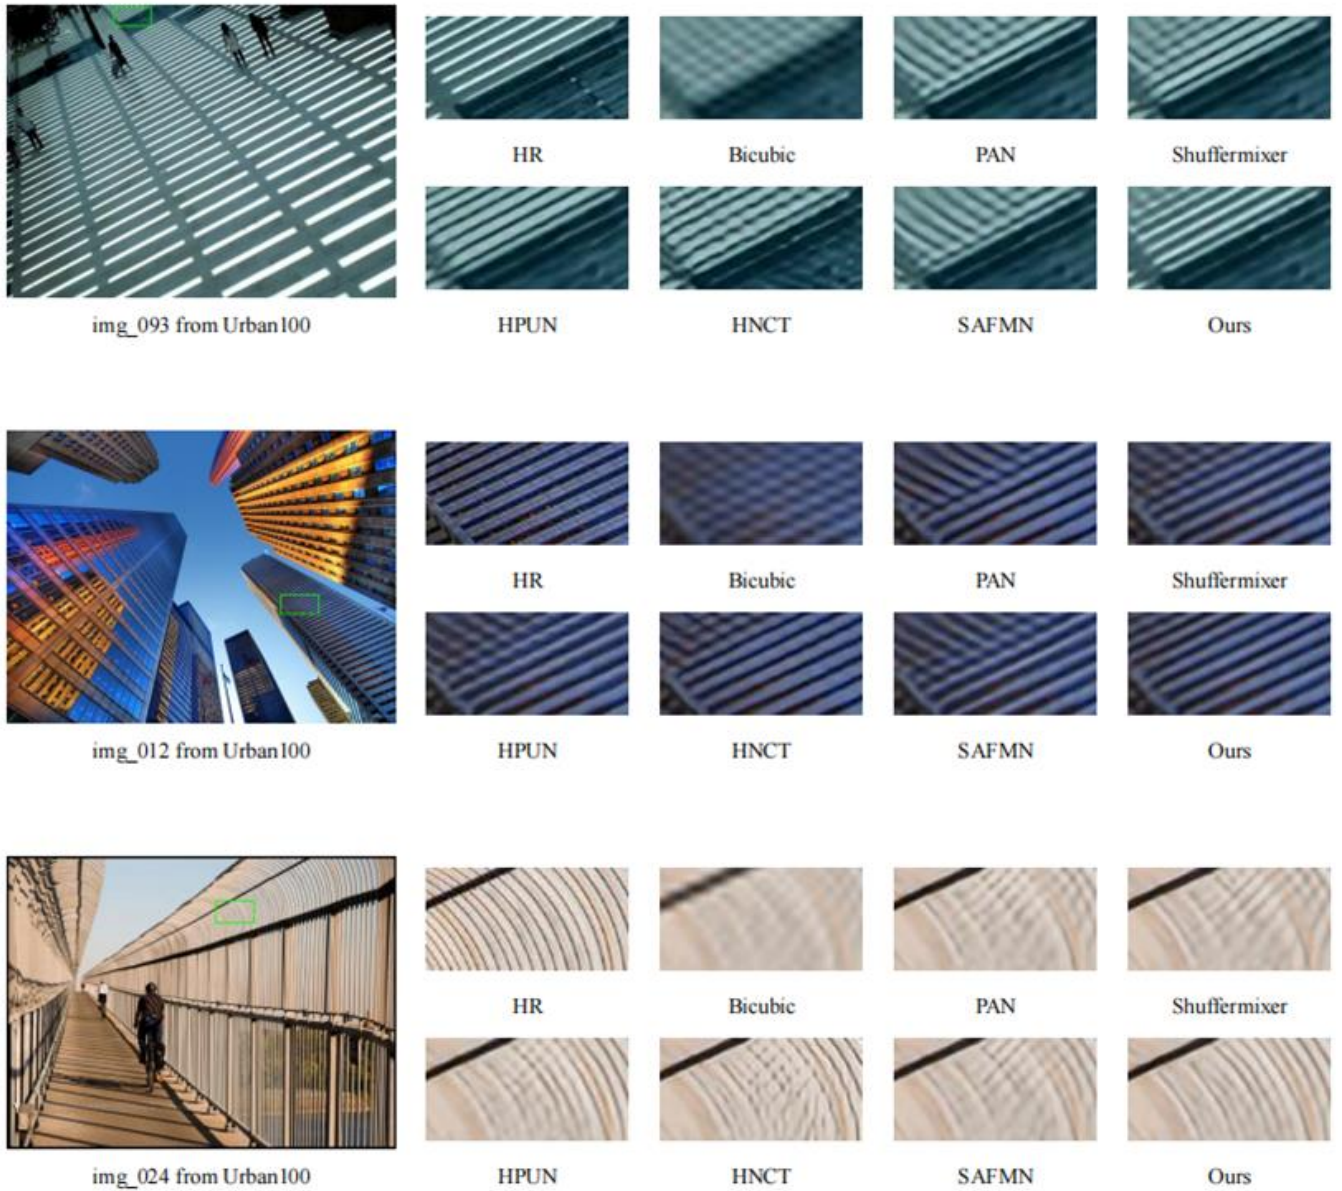 HR Bicubic PAN Shuffermixer
HPUN HNCT SAFMN Ours
img_093 from Urban100
HR Bicubic PAN Shuffermixer
HPUN HNCT SAFMN Ours
img_012 from Urban100
HR Bicubic PAN Shuffermixer
HPUN HNCT SAFMN Ours
img_024 from Urban100